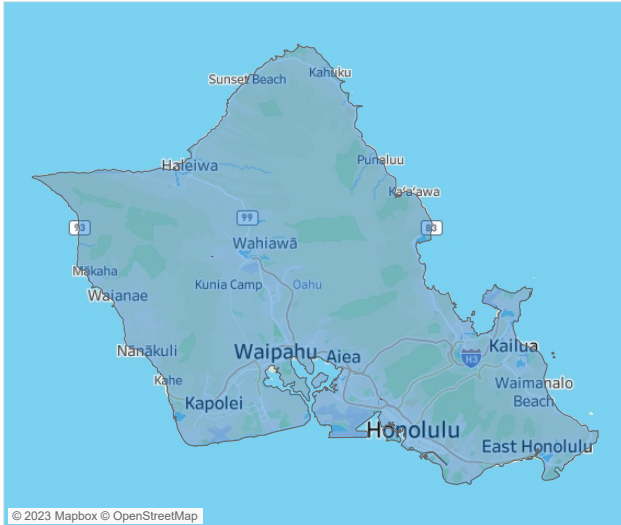 Kahuku
Sunset Beach
Punaluu
Haleiwa
Ka'a'awa
93
99
83
Wahiawā
Mākaha
Kunia Camp
Oahu
Waianae
Nānākuli
Waipahu
Aiea
H3
Kailua
Kahe
Waimanalo
Beach
Kapolei
Honolulu
East Honolulu
© 2023 Mapbox © OpenStreetMap